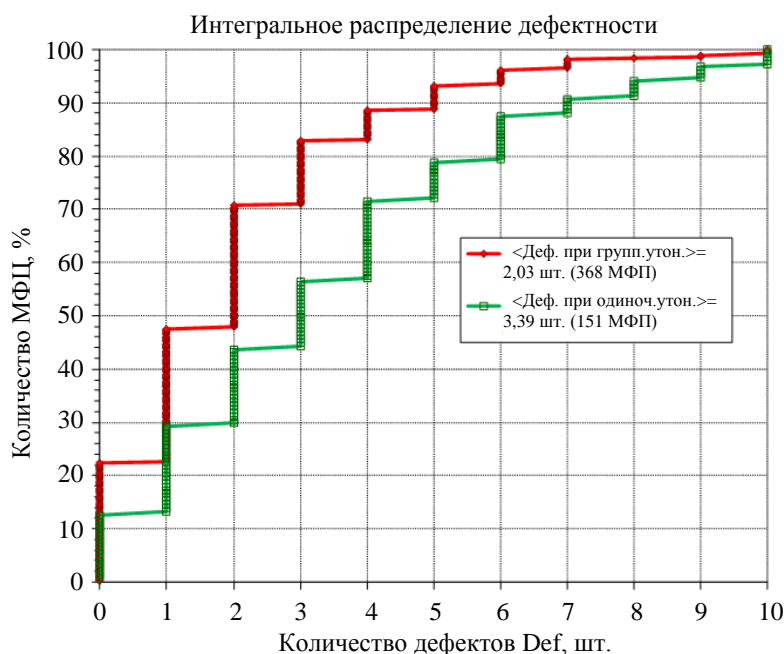 Интегральное распределение дефектности
Количество МФЦ, %
100
90
80
70
60
50
40
30
20
10
0
<Деф. при групп.утон.>=
2,03 шт. (368 МФП)
<Деф. при одиноч.утон.>=
3,39 шт. (151 МФП)
0 1 2 3 4 5 6 7 8 9 10
Количество дефектов Def, шт.